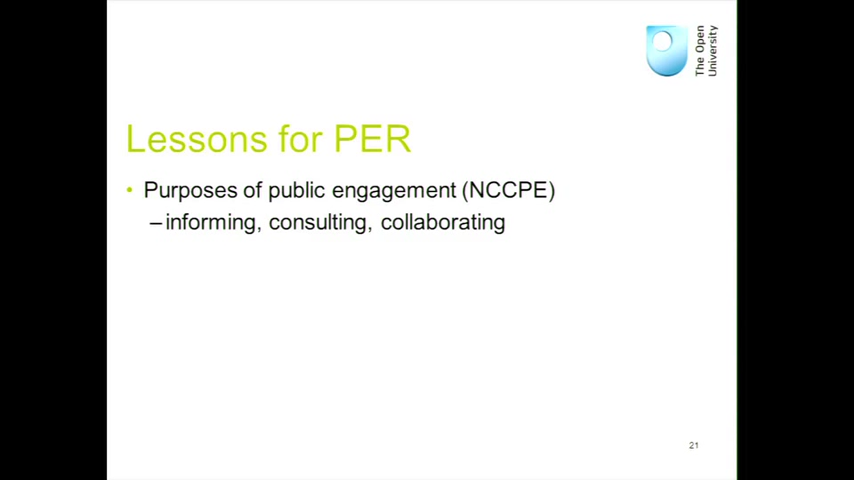 The Open
University
Lessons for PER
• Purposes of public engagement (NCCPE)
– informing, consulting, collaborating
21